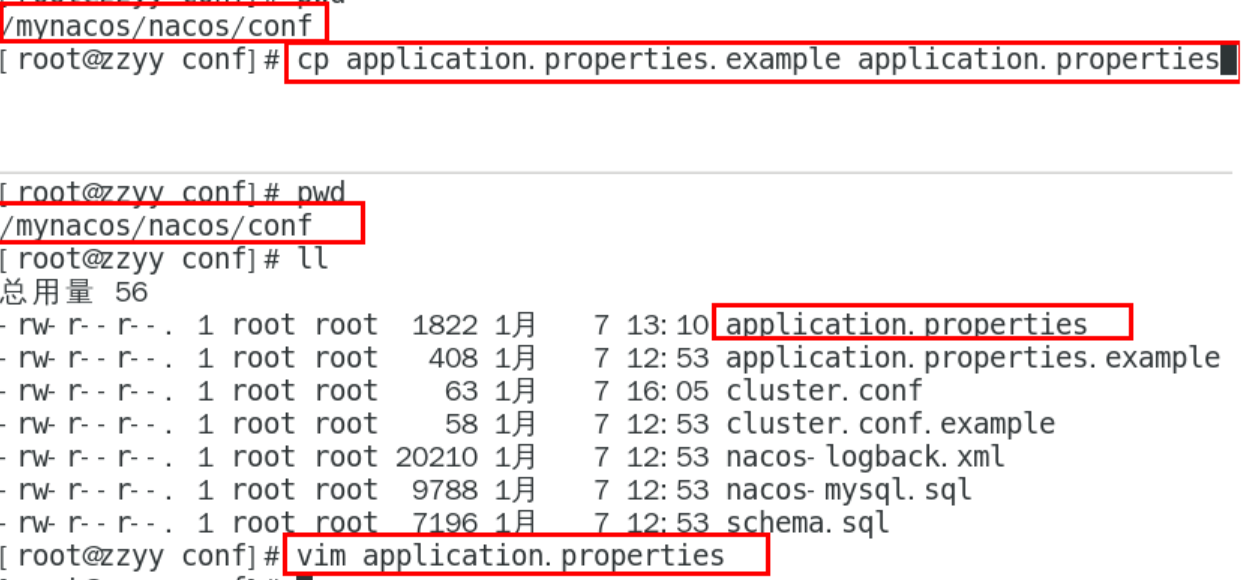 /mynacos/nacos/conf
[root@zzyy conf]# cp application.properties.example application.properties
[root@zzyy conf]# pwd
/mynacos/nacos/conf
[root@zzyy conf]# ll
总用量 56
-rw-r--r--. 1 root root 1822 1月 7 13:10 application.properties
-rw-r--r--. 1 root root 408 1月 7 12:53 application.properties.example
-rw-r--r--. 1 root root 63 1月 7 16:05 cluster.conf
-rw-r--r--. 1 root root 58 1月 7 12:53 cluster.conf.example
-rw-r--r--. 1 root root 20210 1月 7 12:53 nacos-logback.xml
-rw-r--r--. 1 root root 9788 1月 7 12:53 nacos-mysql.sql
-rw-r--r--. 1 root root 7196 1月 7 12:53 schema.sql
[root@zzyy conf]# vim application.properties